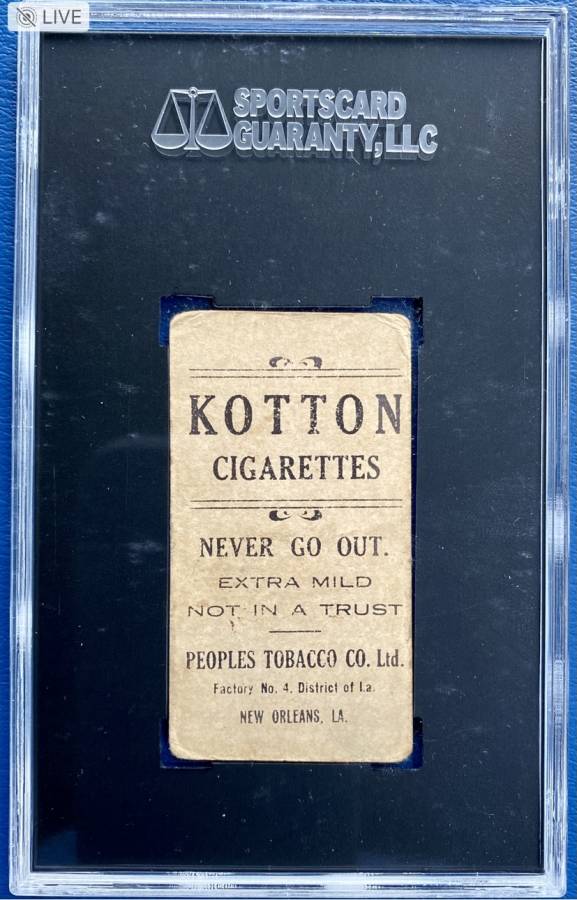 LIVE
SPORTSCARD
GUARANTY, LLC
KOTTON
CIGARETTES
NEVER GO OUT.
EXTRA MILD
NOT IN A TRUST
PEOPLES TOBACCO CO. Ltd.
Factory No. 4. District of La.
NEW ORLEANS, LA.